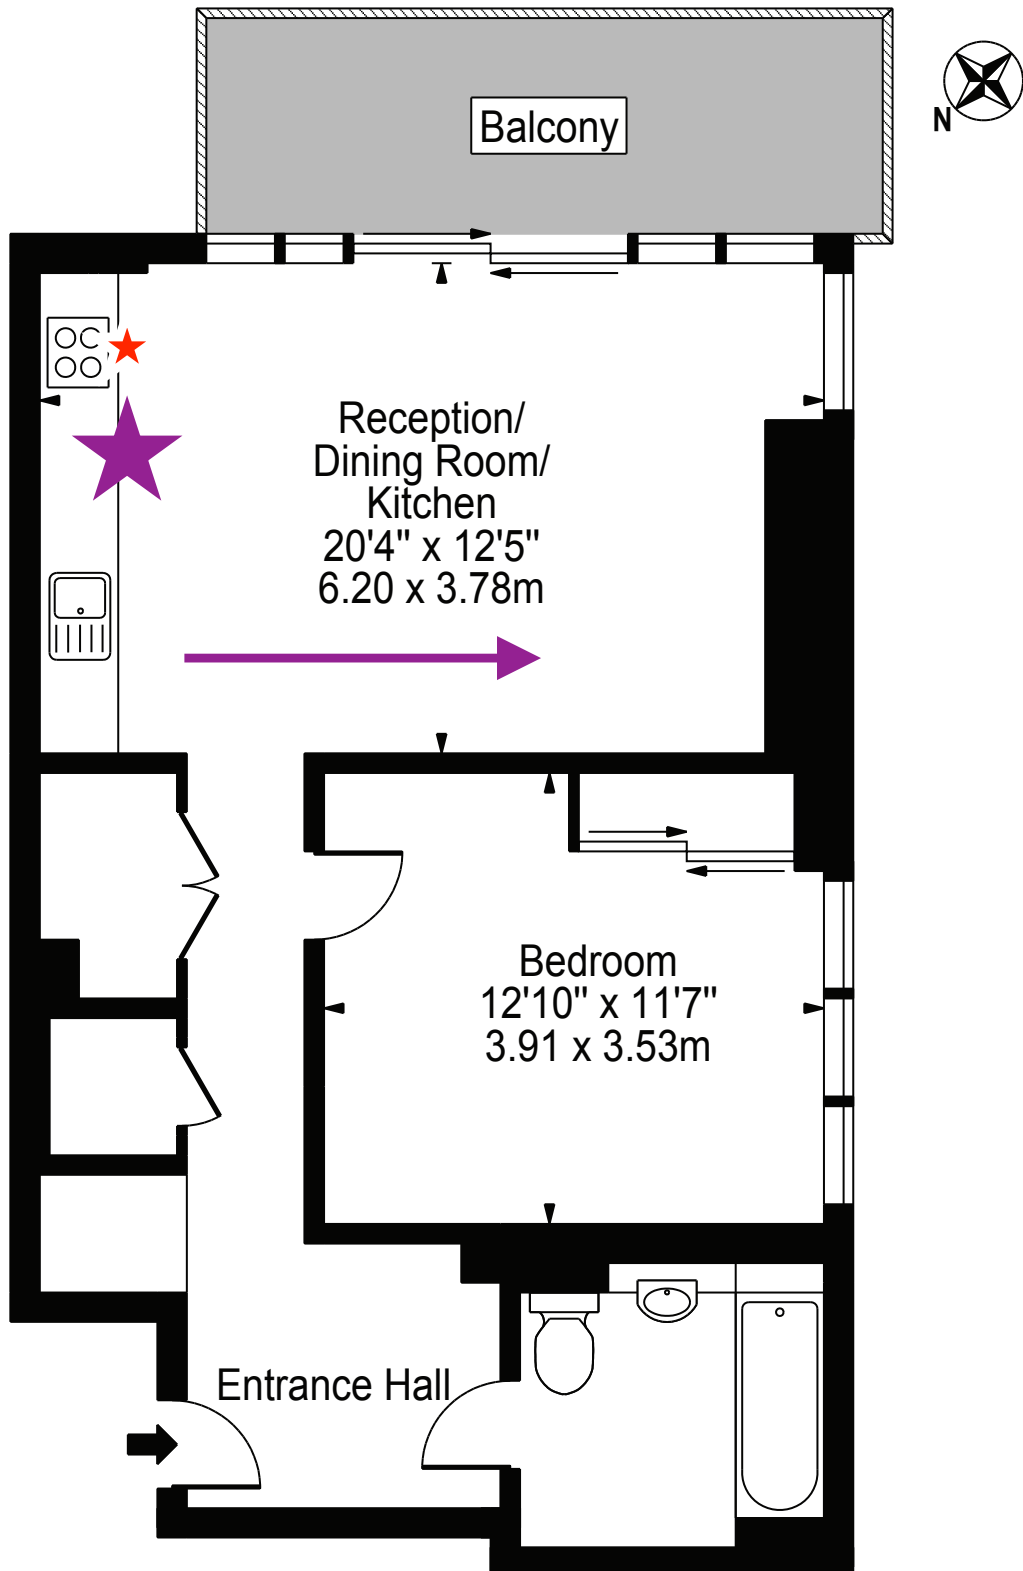 Balcony
N
Reception/
Dining Room/
Kitchen
20'4" x 12'5"
6.20 x 3.78m
Bedroom
12'10" x 11'7"
3.91 x 3.53m
Entrance Hall